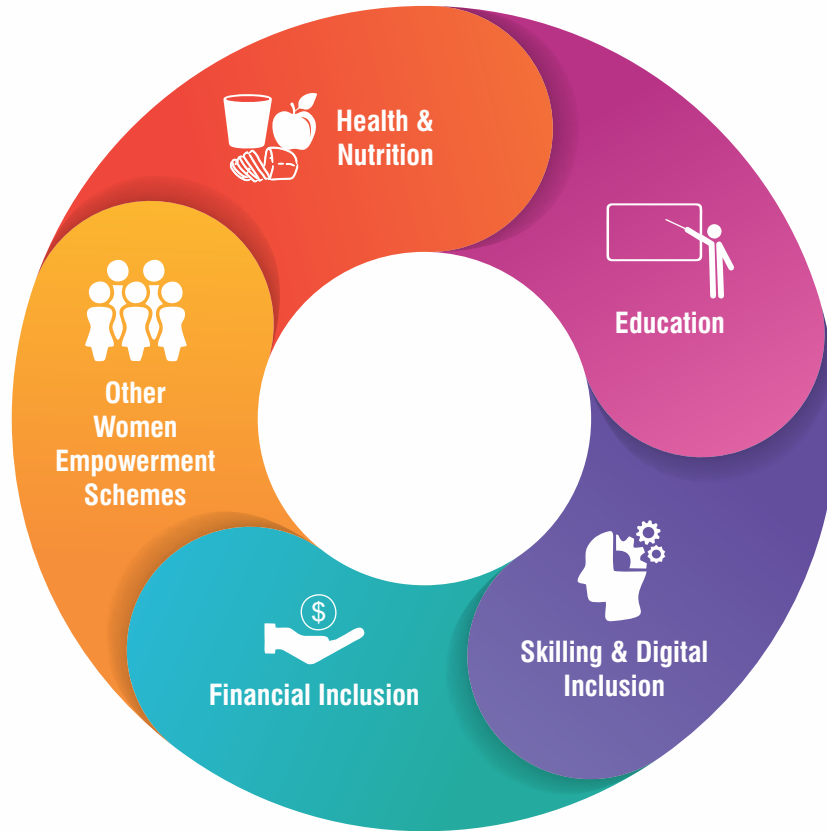 Health &
Nutrition
Education
Skilling & Digital
Inclusion
$
Financial Inclusion
Other
Women
Empowerment
Schemes